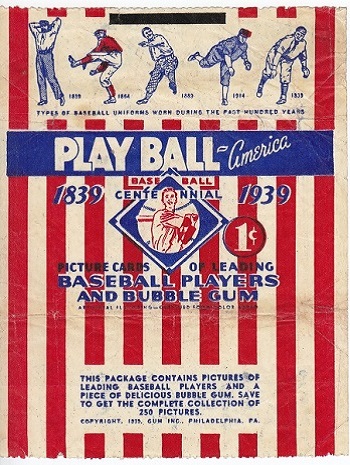 1839 1864 1889 1914 1939
TYPES OF BASEBALL UNIFORMS WORN DURING THE PAST HUNDRED YEARS
PLAY BALL - America
BASE BALL
1839 CENTENNIAL 1939
1¢
PICTURE CARDS OF LEADING
BASEBALL PLAYERS
AND BUBBLE GUM
THIS PACKAGE CONTAINS PICTURES OF
LEADING BASEBALL PLAYERS AND A
PIECE OF DELICIOUS BUBBLE GUM. SAVE
TO GET THE COMPLETE COLLECTION OF
250 PICTURES.
COPYRIGHT, 1939, GUM INC., PHILADELPHIA, PA.